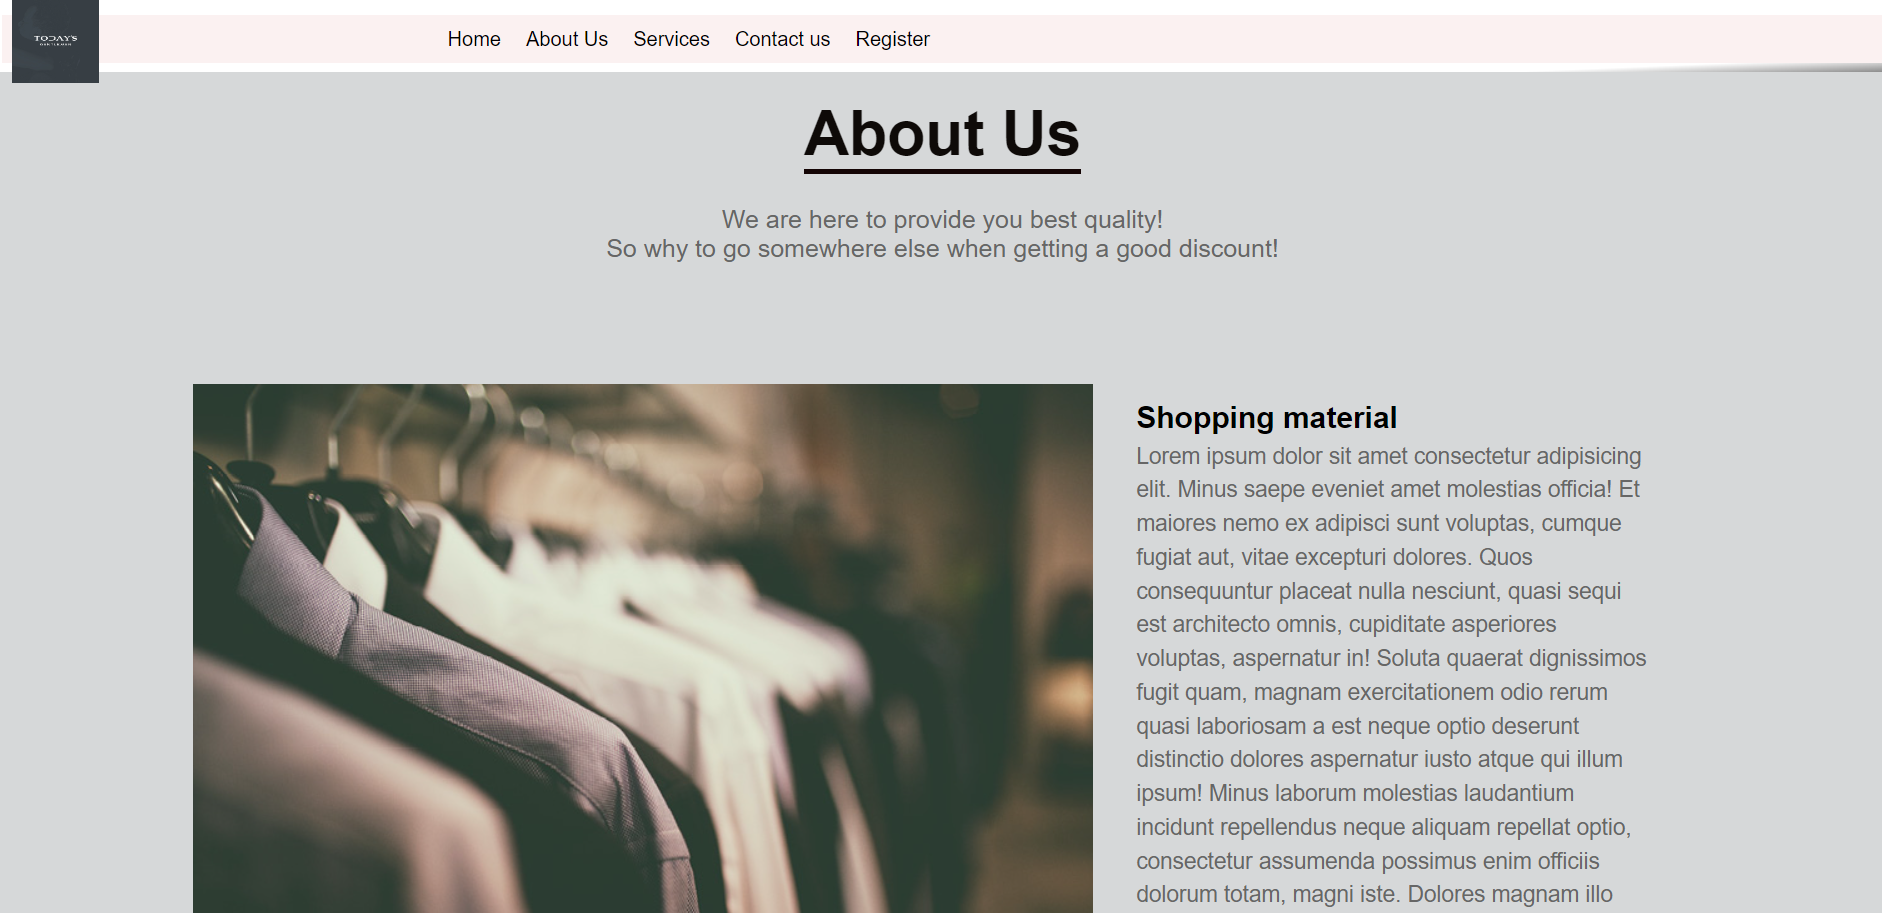 TODAY'S
GENTLEMAN
Home About Us Services Contact us Register
About Us
We are here to provide you best quality!
So why to go somewhere else when getting a good discount!
Shopping material
Lorem ipsum dolor sit amet consectetur adipisicing
elit. Minus saepe eveniet amet molestias officia! Et
maiores nemo ex adipisci sunt voluptas, cumque
fugiat aut, vitae excepturi dolores. Quos
consequuntur placeat nulla nesciunt, quasi sequi
est architecto omnis, cupiditate asperiores
voluptas, aspernatur in! Soluta quaerat dignissimos
fugit quam, magnam exercitationem odio rerum
quasi laboriosam a est neque optio deserunt
distinctio dolores aspernatur iusto atque qui illum
ipsum! Minus laborum molestias laudantium
incidunt repellendus neque aliquam repellat optio,
consectetur assumenda possimus enim officiis
dolorum totam, magni iste. Dolores magnam illo